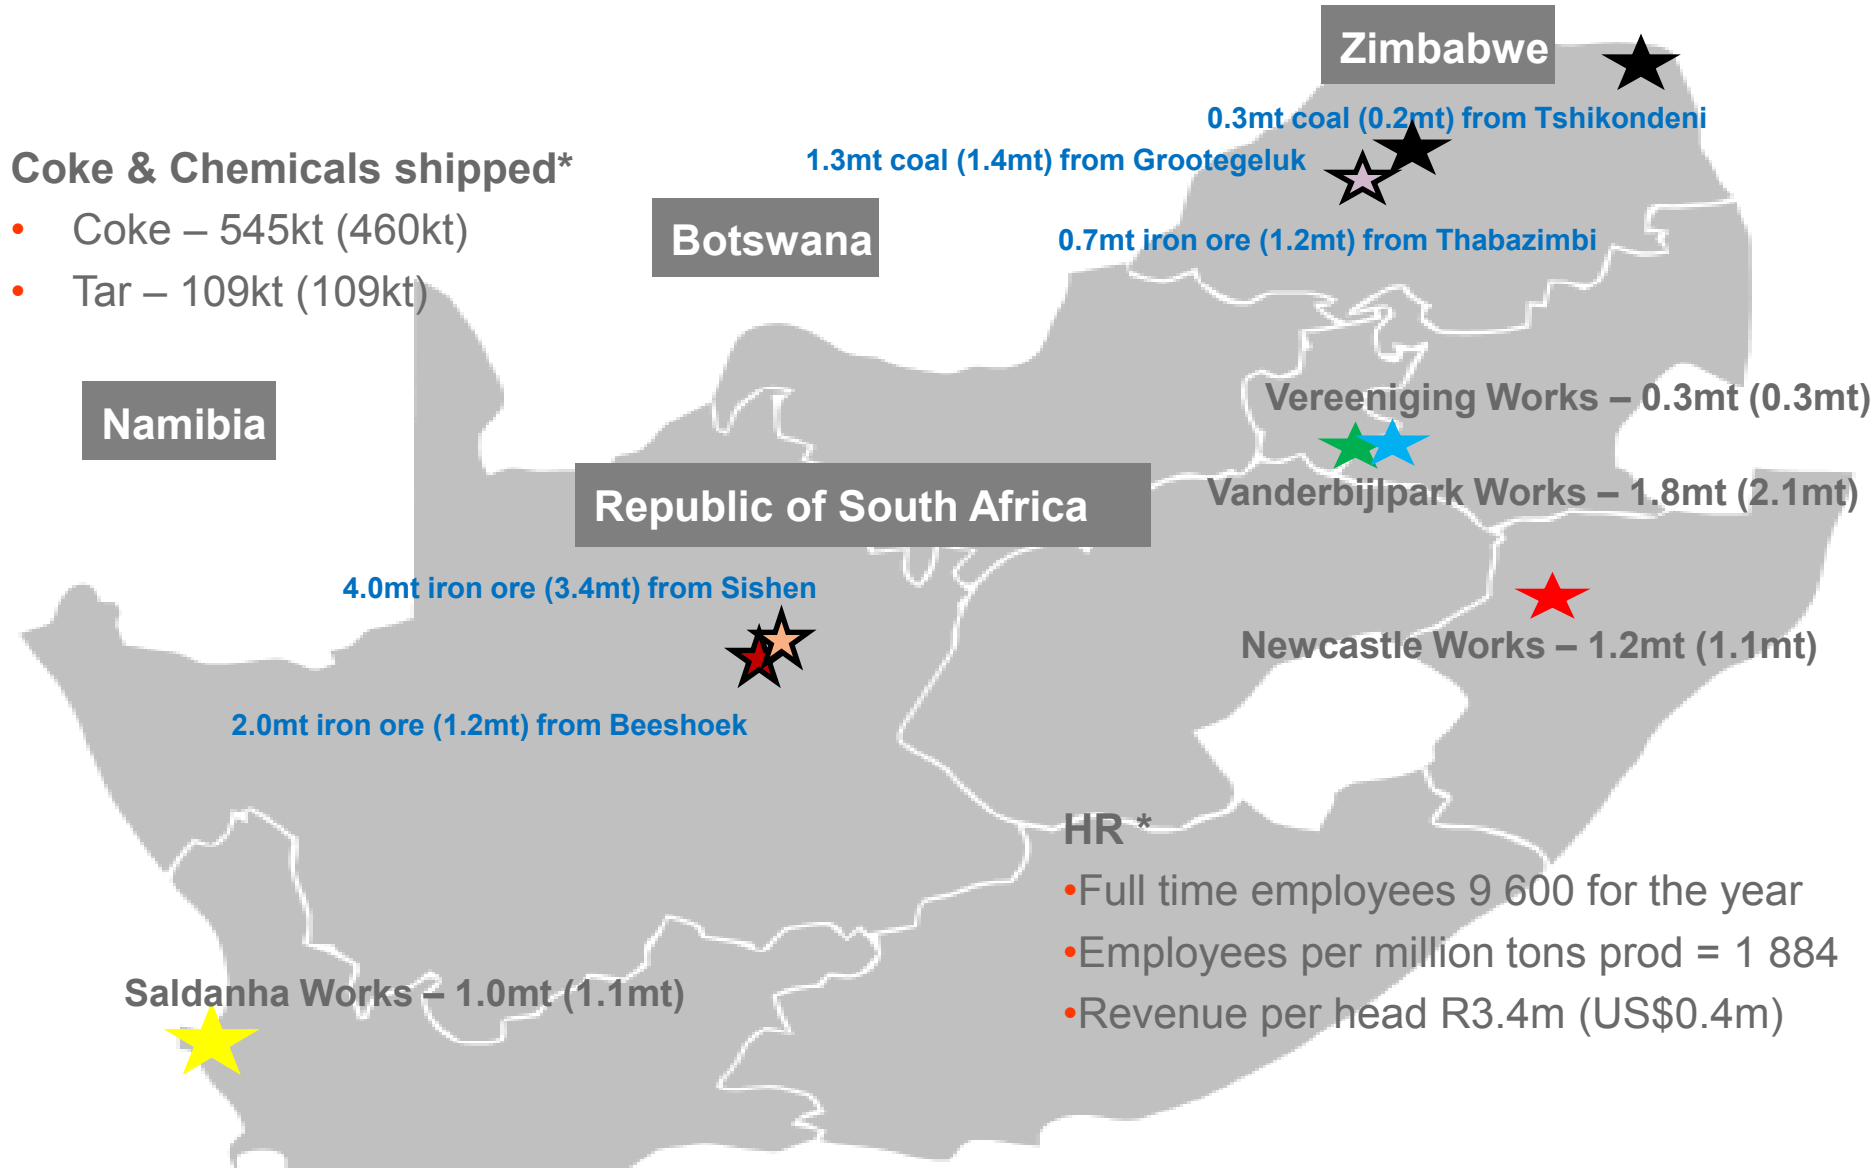 Zimbabwe
0.3mt coal (0.2mt) from Tshikondeni
1.3mt coal (1.4mt) from Grootegeluk
Coke & Chemicals shipped*
• Coke – 545kt (460kt)
• Tar – 109kt (109kt)
Botswana
0.7mt iron ore (1.2mt) from Thabazimbi
Namibia
Vereeniging Works – 0.3mt (0.3mt)
Republic of South Africa
Vanderbijlpark Works – 1.8mt (2.1mt)
4.0mt iron ore (3.4mt) from Sishen
Newcastle Works – 1.2mt (1.1mt)
2.0mt iron ore (1.2mt) from Beeshoek
HR *
•Full time employees 9 600 for the year
•Employees per million tons prod = 1 884
•Revenue per head R3.4m (US$0.4m)
Saldanha Works – 1.0mt (1.1mt)